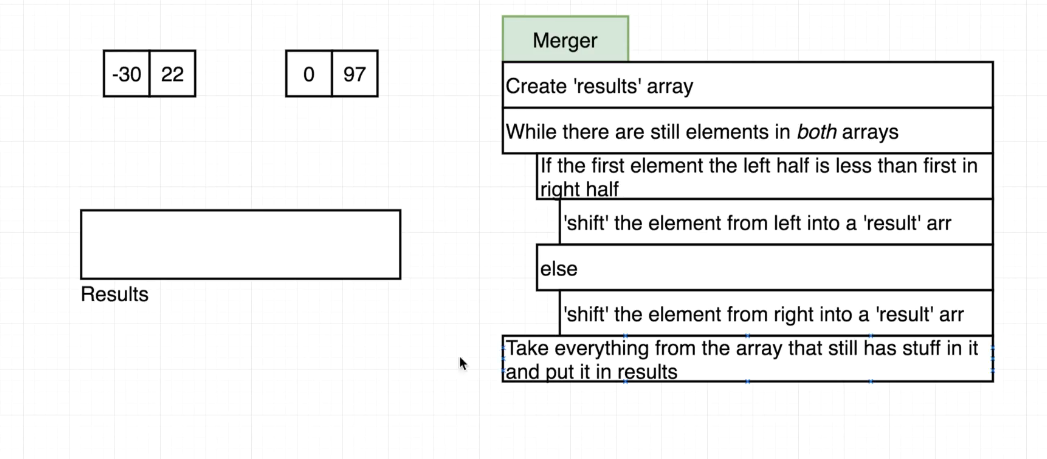 -30 22
0 97
Results
Merger
Create 'results' array
While there are still elements in both arrays
If the first element the left half is less than first in
right half
'shift' the element from left into a 'result' arr
else
'shift' the element from right into a 'result' arr
Take everything from the array that still has stuff in it
and put it in results